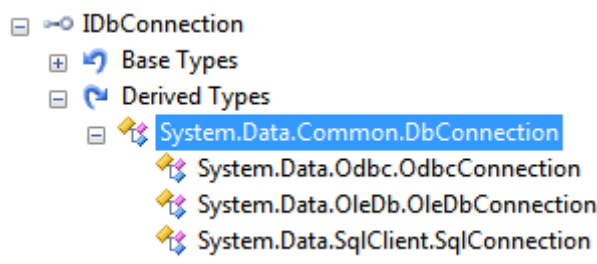 IDbConnection
Base Types
Derived Types
System.Data.Common.DbConnection
System.Data.Odbc.OdbcConnection
System.Data.OleDb.OleDbConnection
System.Data.SqlClient.SqlConnection